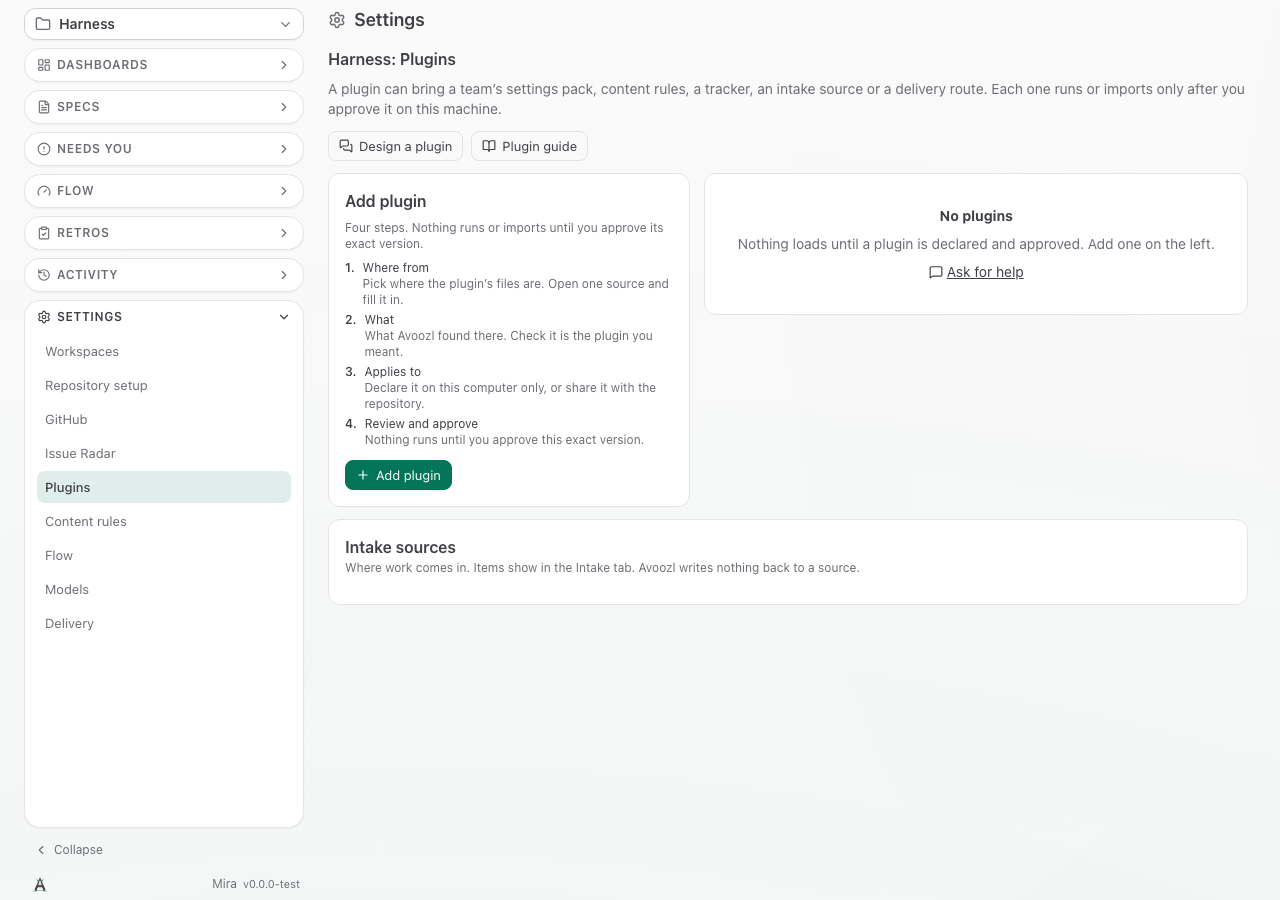 Harness
DASHBOARDS
SPECS
NEEDS YOU
FLOW
RETROS
ACTIVITY
SETTINGS
Workspaces
Repository setup
GitHub
Issue Radar
Plugins
Content rules
Flow
Models
Delivery
Collapse
Mira v0.0.0-test
Settings
Harness: Plugins
A plugin can bring a team's settings pack, content rules, a tracker, an intake source or a delivery route. Each one runs or imports only after you
approve it on this machine.
Design a plugin
Plugin guide
Add plugin
Four steps. Nothing runs or imports until you approve its
exact version.
1. Where from
Pick where the plugin's files are. Open one source and
fill it in.
2. What
What Avoozl found there. Check it is the plugin you
meant.
3. Applies to
Declare it on this computer only, or share it with the
repository.
4. Review and approve
Nothing runs until you approve this exact version.
Add plugin
No plugins
Nothing loads until a plugin is declared and approved. Add one on the left.
Ask for help
Intake sources
Where work comes in. Items show in the Intake tab. Avoozl writes nothing back to a source.